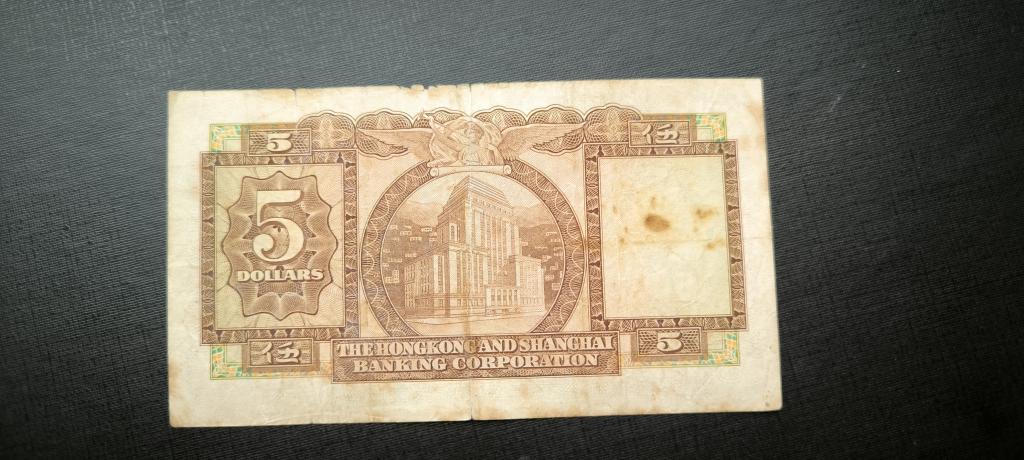 5
伍
5
DOLLARS
伍
THE HONGKONG AND SHANGHAI
BANKING CORPORATION
5